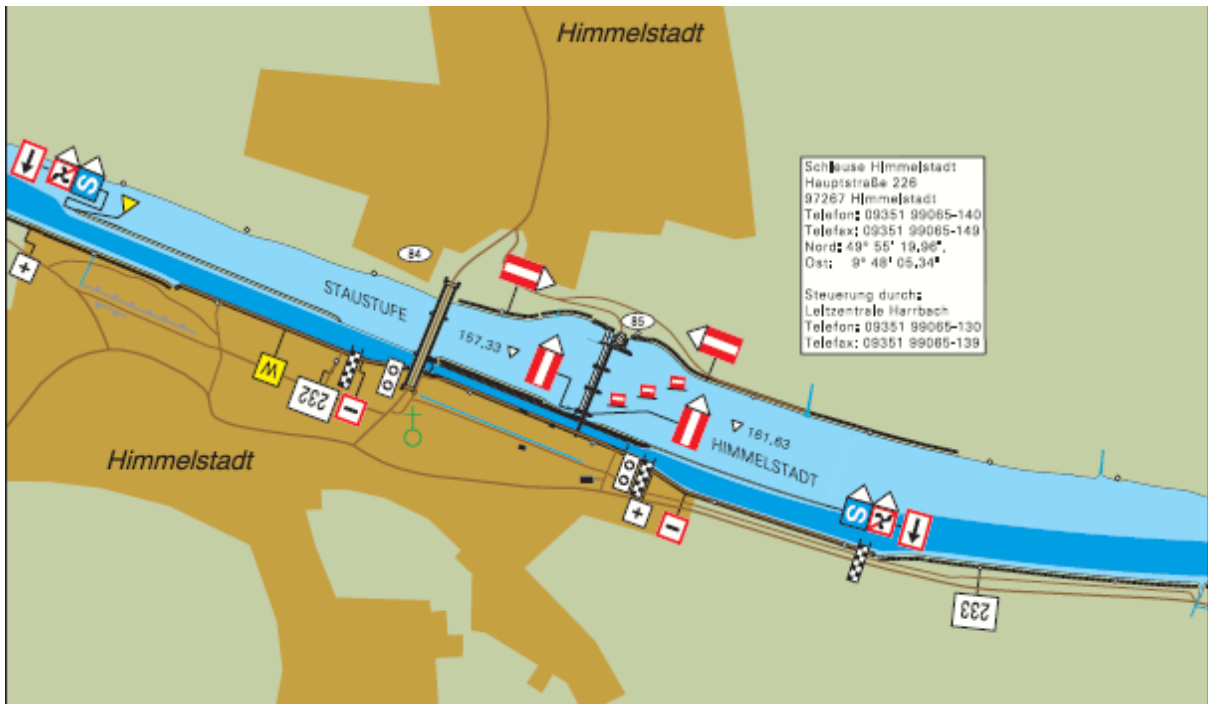 Himmelstadt
Schleuse Himmelstadt
Hauptstraße 226
97267 Himmelstadt
Telefon: 09351 99065-140
Telefax: 09351 99065-149
Nord: 49° 55' 19.96",
Ost: 9° 48' 05.34"
Steuerung durch:
Leitzentrale Harrbach
Telefon: 09351 99065-130
Telefax: 09351 99065-139
S
84
STAUSTUFE
85
157.33
W
232
161.63
HIMMELSTADT
Himmelstadt
S
233